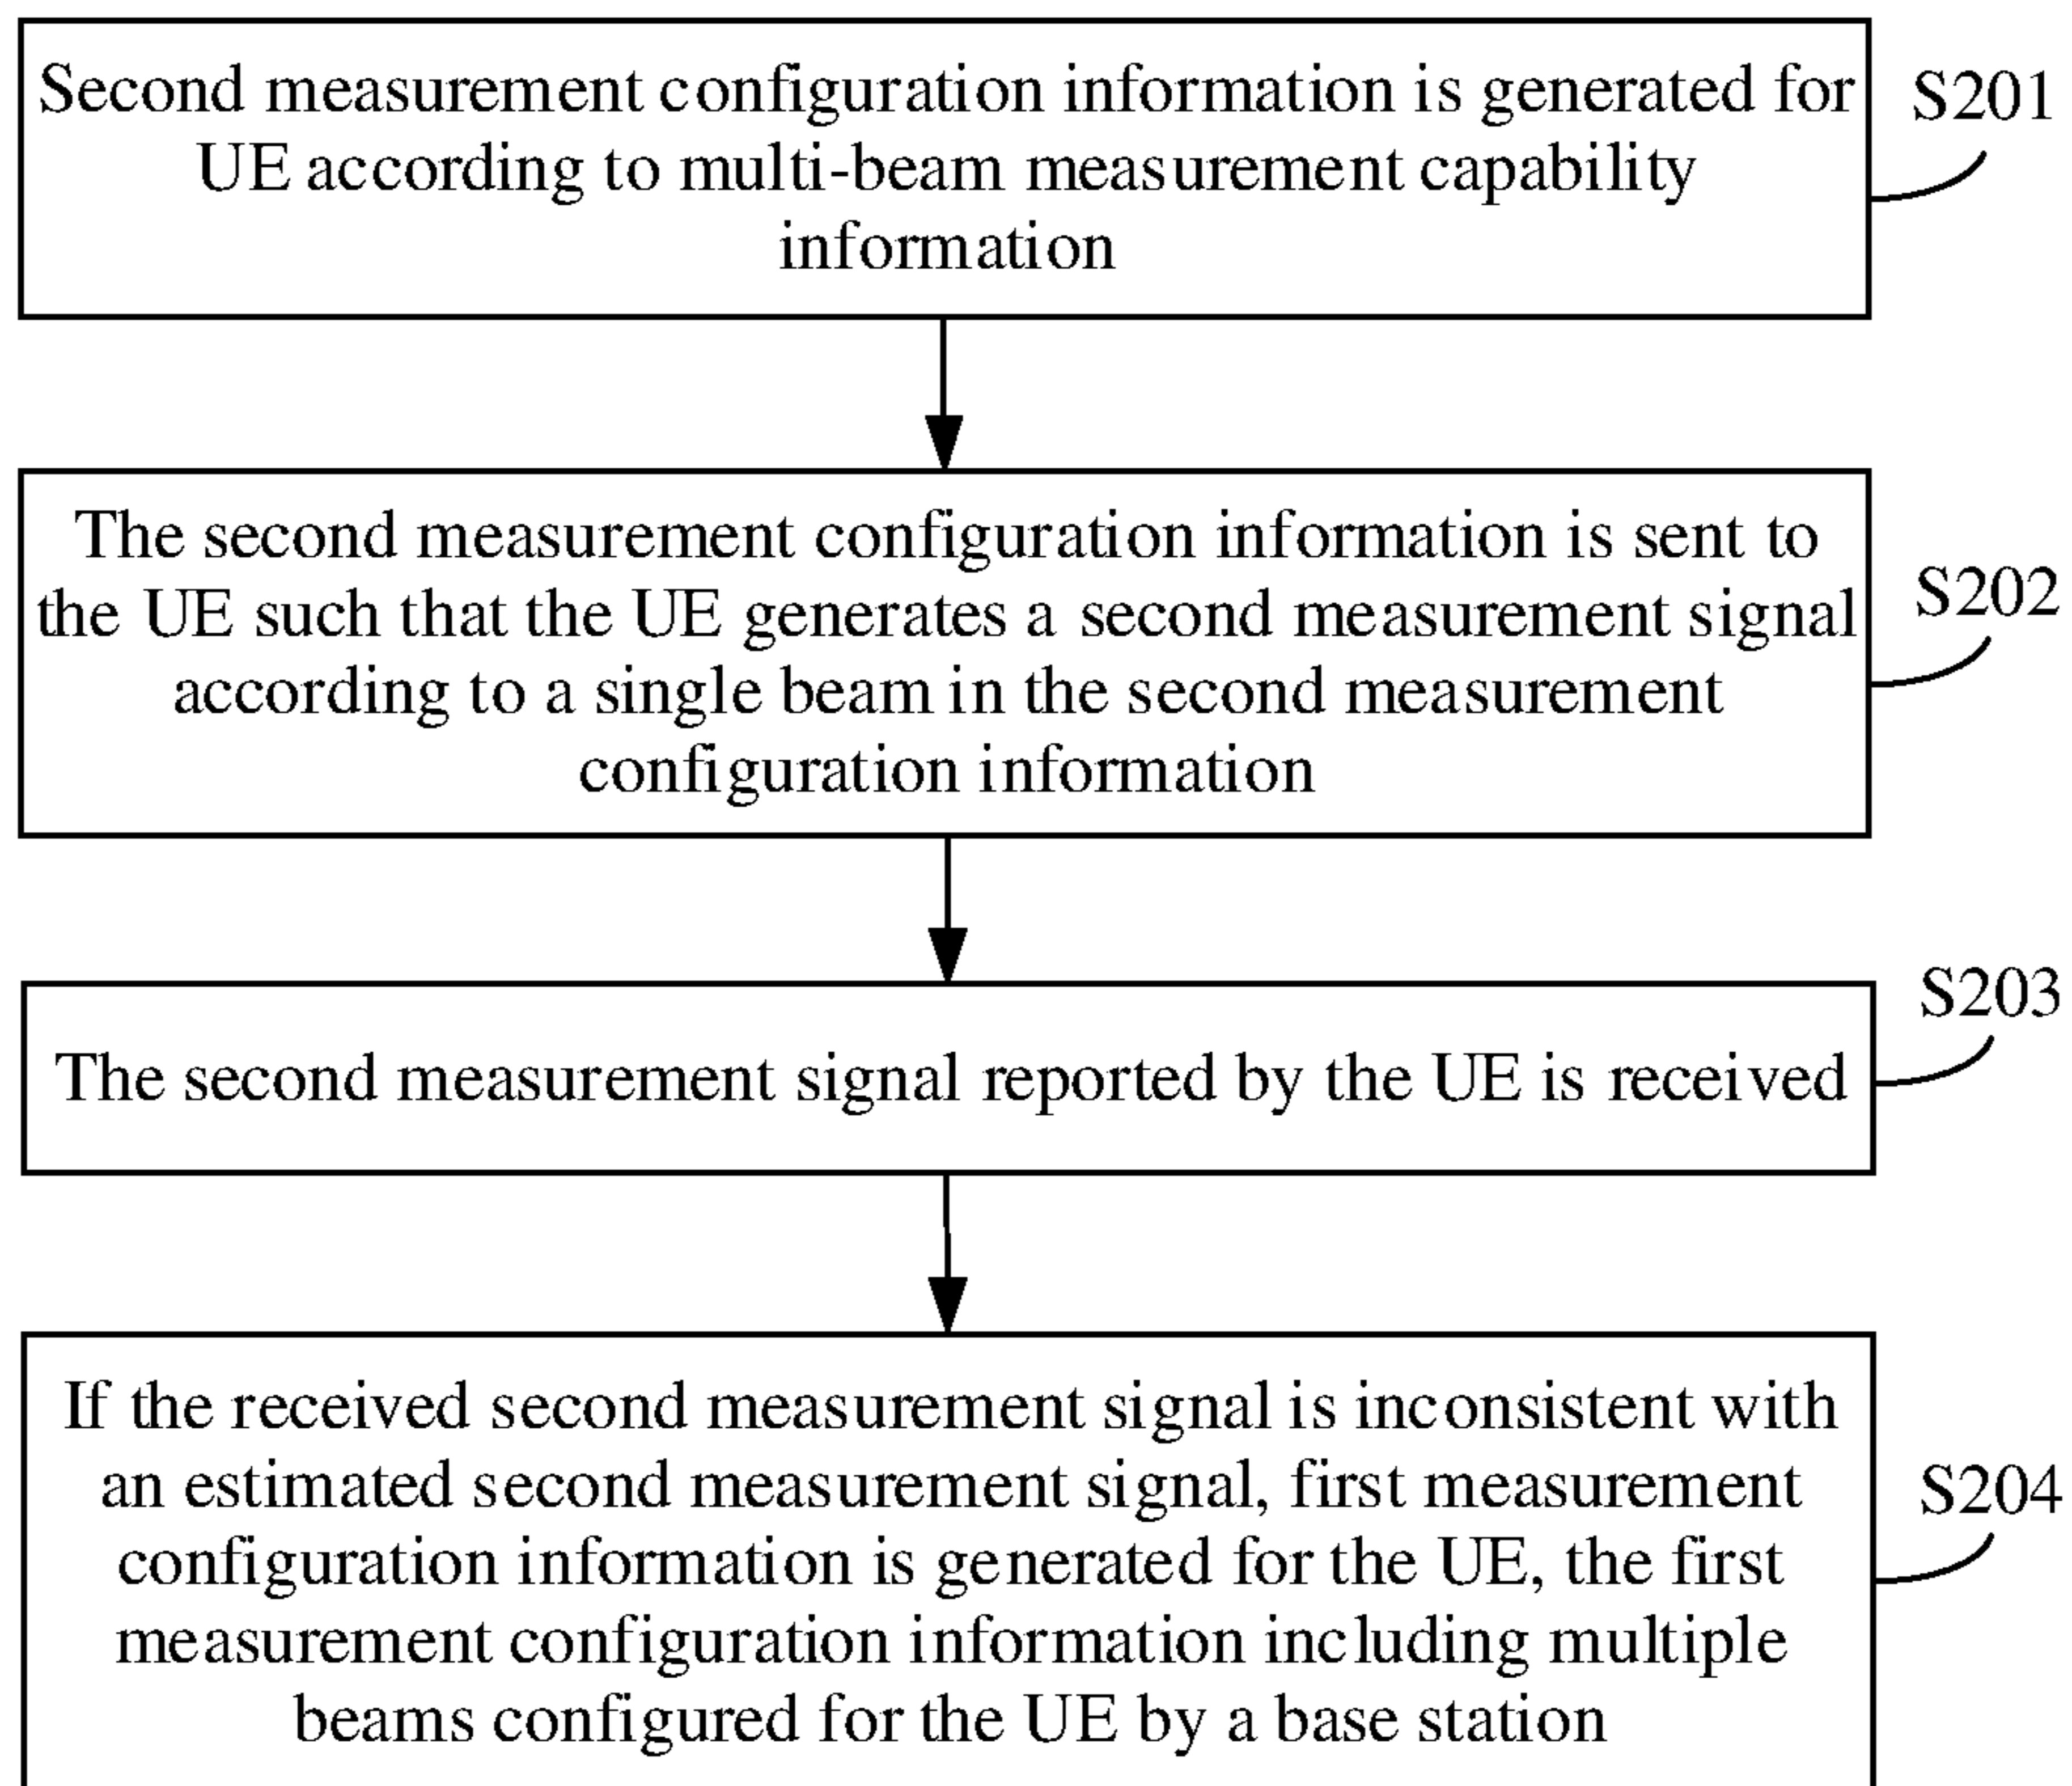 Second measurement configuration information is generated for
UE according to multi-beam measurement capability
information
S201
The second measurement configuration information is sent to
the UE such that the UE generates a second measurement signal
according to a single beam in the second measurement
configuration information
S202
The second measurement signal reported by the UE is received
S203
If the received second measurement signal is inconsistent with
an estimated second measurement signal, first measurement
configuration information is generated for the UE, the first
measurement configuration information including multiple
beams configured for the UE by a base station
S204